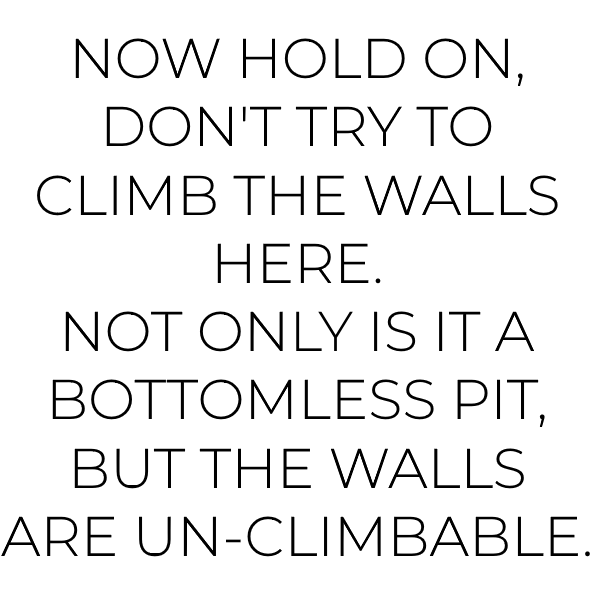 NOW HOLD ON,
DON'T TRY TO
CLIMB THE WALLS
HERE.
NOT ONLY IS IT A
BOTTOMLESS PIT,
BUT THE WALLS
ARE UN-CLIMBABLE.